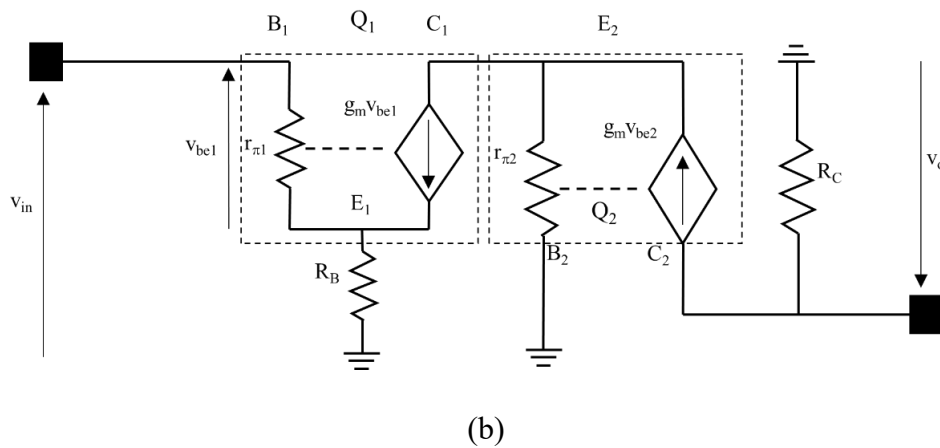 B1 Q1 C1 E2
gmvbe1
gmvbe2
vbe1
rπ1
rπ2
RC
vin
E1
Q2
RB
B2
C2
(b)